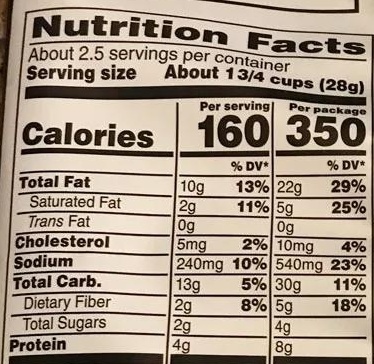 Nutrition Facts
About 2.5 servings per container
Serving size About 1 3/4 cups (28g)
Per serving Per package
Calories 160 350
% DV* % DV*
Total Fat 10g 13% 22g 29%
Saturated Fat 2g 11% 5g 25%
Trans Fat 0g 0g
Cholesterol 5mg 2% 10mg 4%
Sodium 240mg 10% 540mg 23%
Total Carb. 13g 5% 30g 11%
Dietary Fiber 2g 8% 5g 18%
Total Sugars 2g 4g
Protein 4g 8g